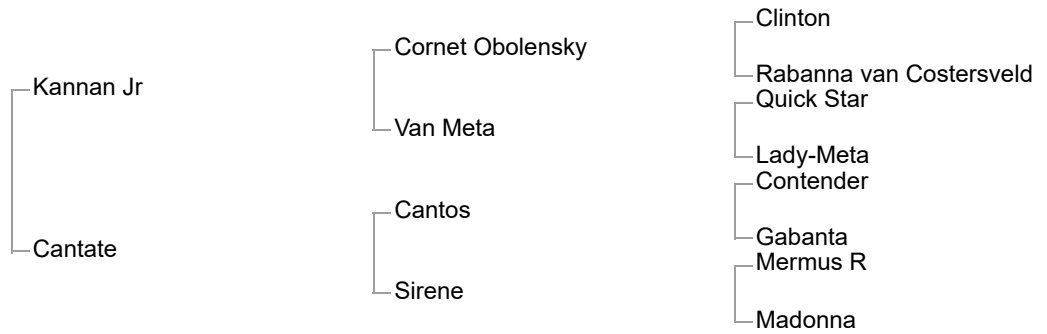 Clinton
Cornet Obolensky
Rabanna van Costersveld
Kannan Jr
Quick Star
Van Meta
Lady-Meta
Contender
Cantos
Gabanta
Cantate
Mermus R
Sirene
Madonna